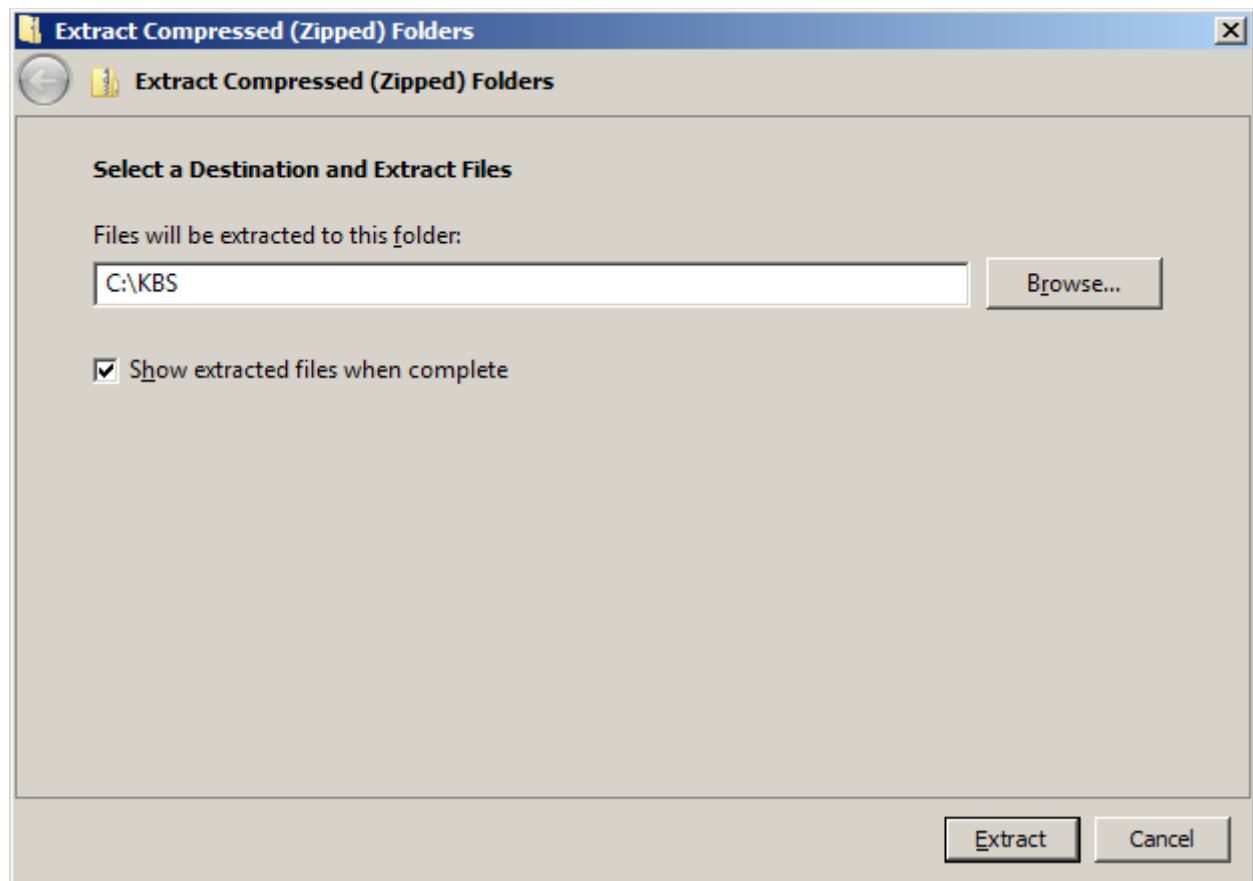 Extract Compressed (Zipped) Folders
Extract Compressed (Zipped) Folders
Select a Destination and Extract Files
Files will be extracted to this folder:
C:\KBS
Browse...
Show extracted files when complete
Extract Cancel